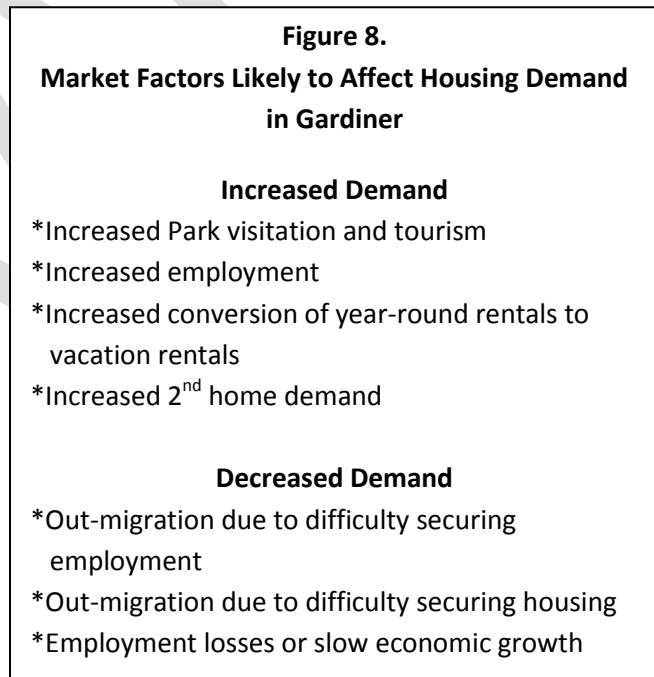 Figure 8.
Market Factors Likely to Affect Housing Demand
in Gardiner
Increased Demand
*Increased Park visitation and tourism
*Increased employment
*Increased conversion of year-round rentals to
vacation rentals
*Increased 2nd home demand
Decreased Demand
*Out-migration due to difficulty securing
employment
*Out-migration due to difficulty securing housing
*Employment losses or slow economic growth